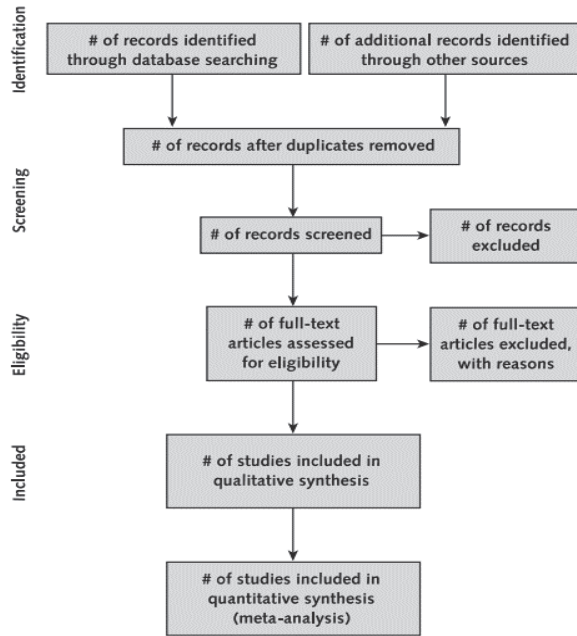 Identification
# of records identified
through database searching
# of additional records identified
through other sources
# of records after duplicates removed
Screening
# of records screened
# of records
excluded
Eligibility
# of full-text
articles assessed
for eligibility
# of full-text
articles excluded,
with reasons
Included
# of studies included in
qualitative synthesis
# of studies included in
quantitative synthesis
(meta-analysis)